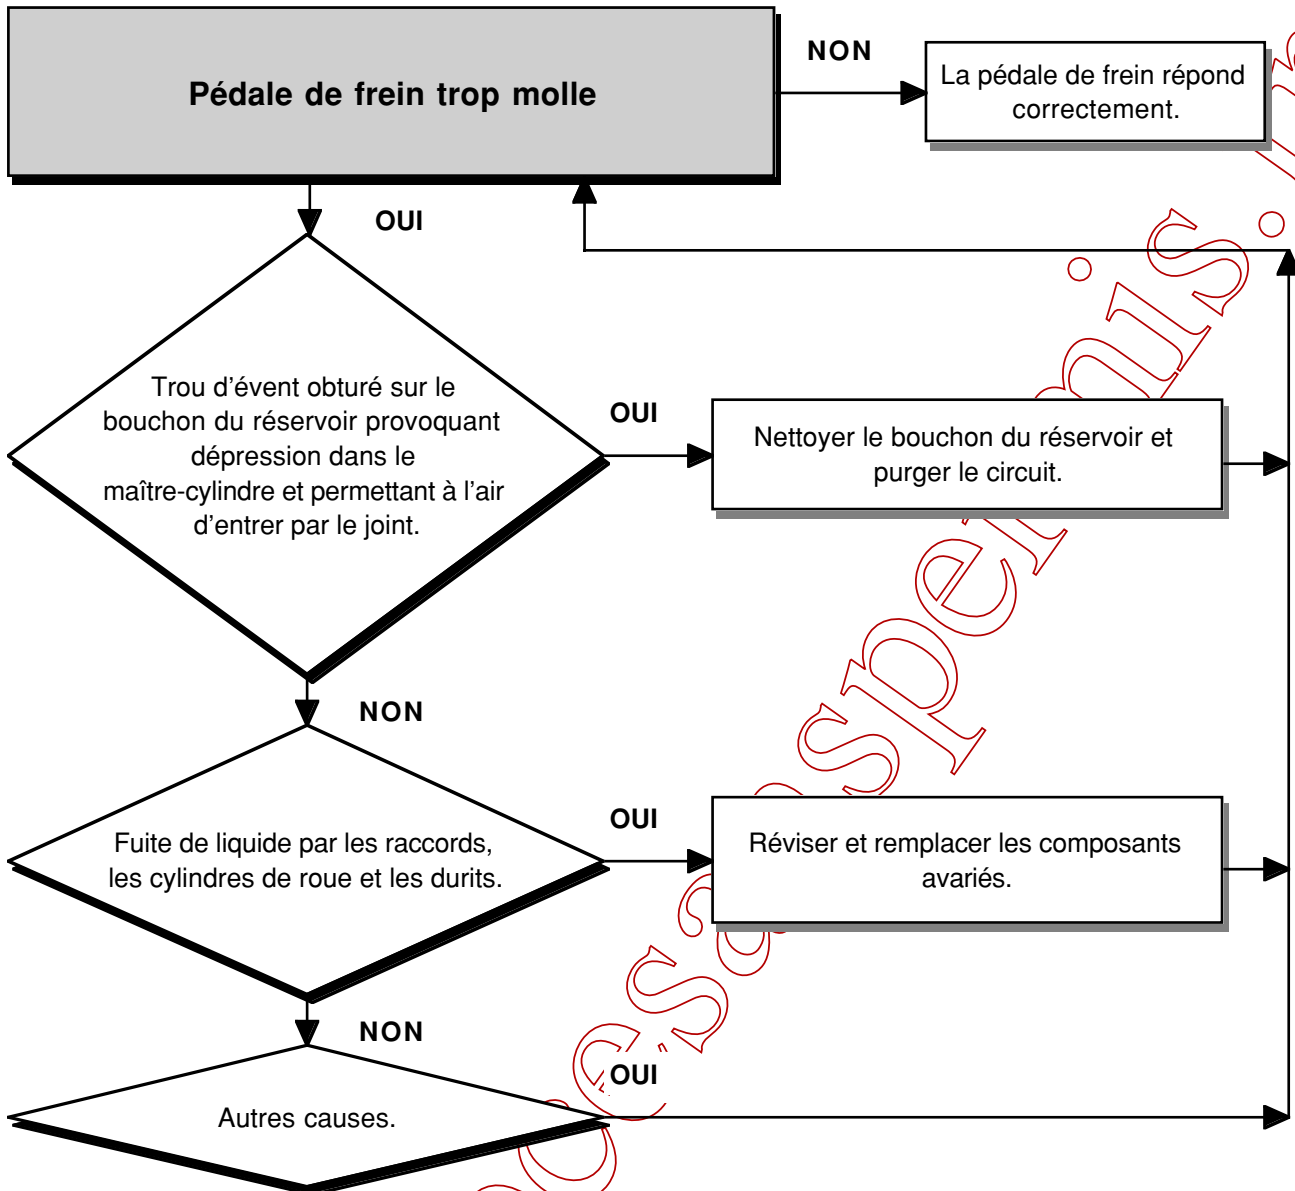 Pédale de frein trop molle
NON
La pédale de frein répond
correctement.
OUI
Trou d'évent obturé sur le
bouchon du réservoir provoquant
dépression dans le
maître-cylindre et permettant à l'air
d'entrer par le joint.
OUI
Nettoyer le bouchon du réservoir et
purger le circuit.
NON
Fuite de liquide par les raccords,
les cylindres de roue et les durits.
OUI
Réviser et remplacer les composants
avariés.
NON
Autres causes.
OUI